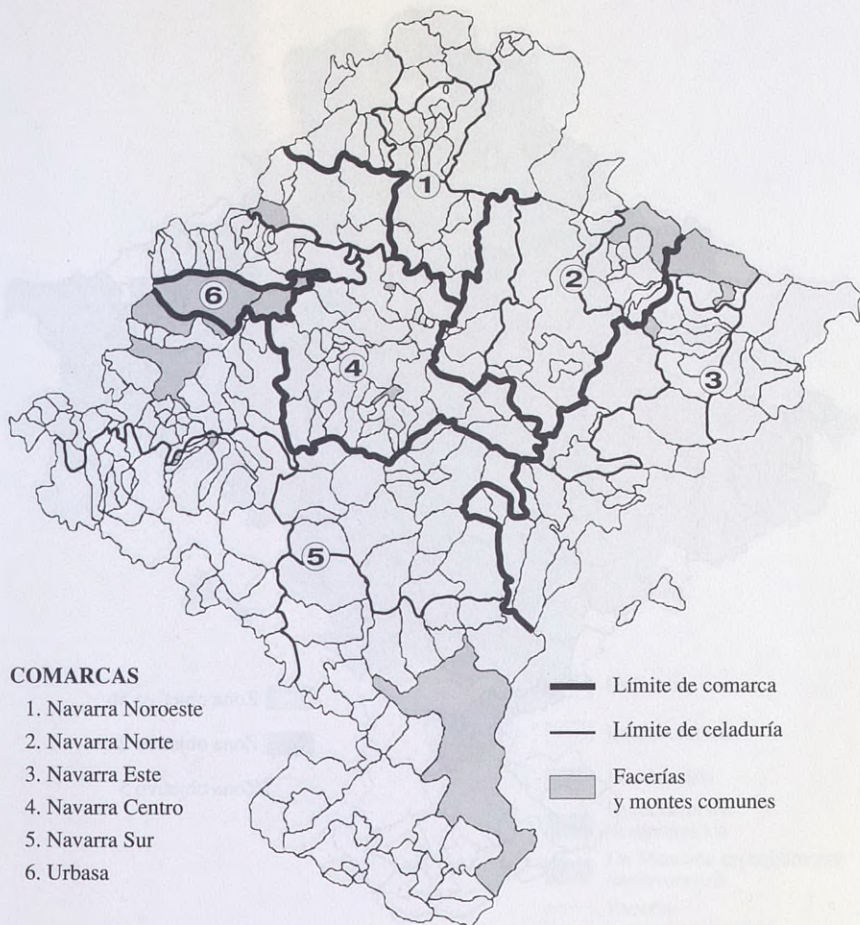 1
2
6
3
4
5
COMARCAS
1. Navarra Noroeste
2. Navarra Norte
3. Navarra Este
4. Navarra Centro
5. Navarra Sur
6. Urbasa
Límite de comarca
Límite de celaduría
Facerías
y montes comunes